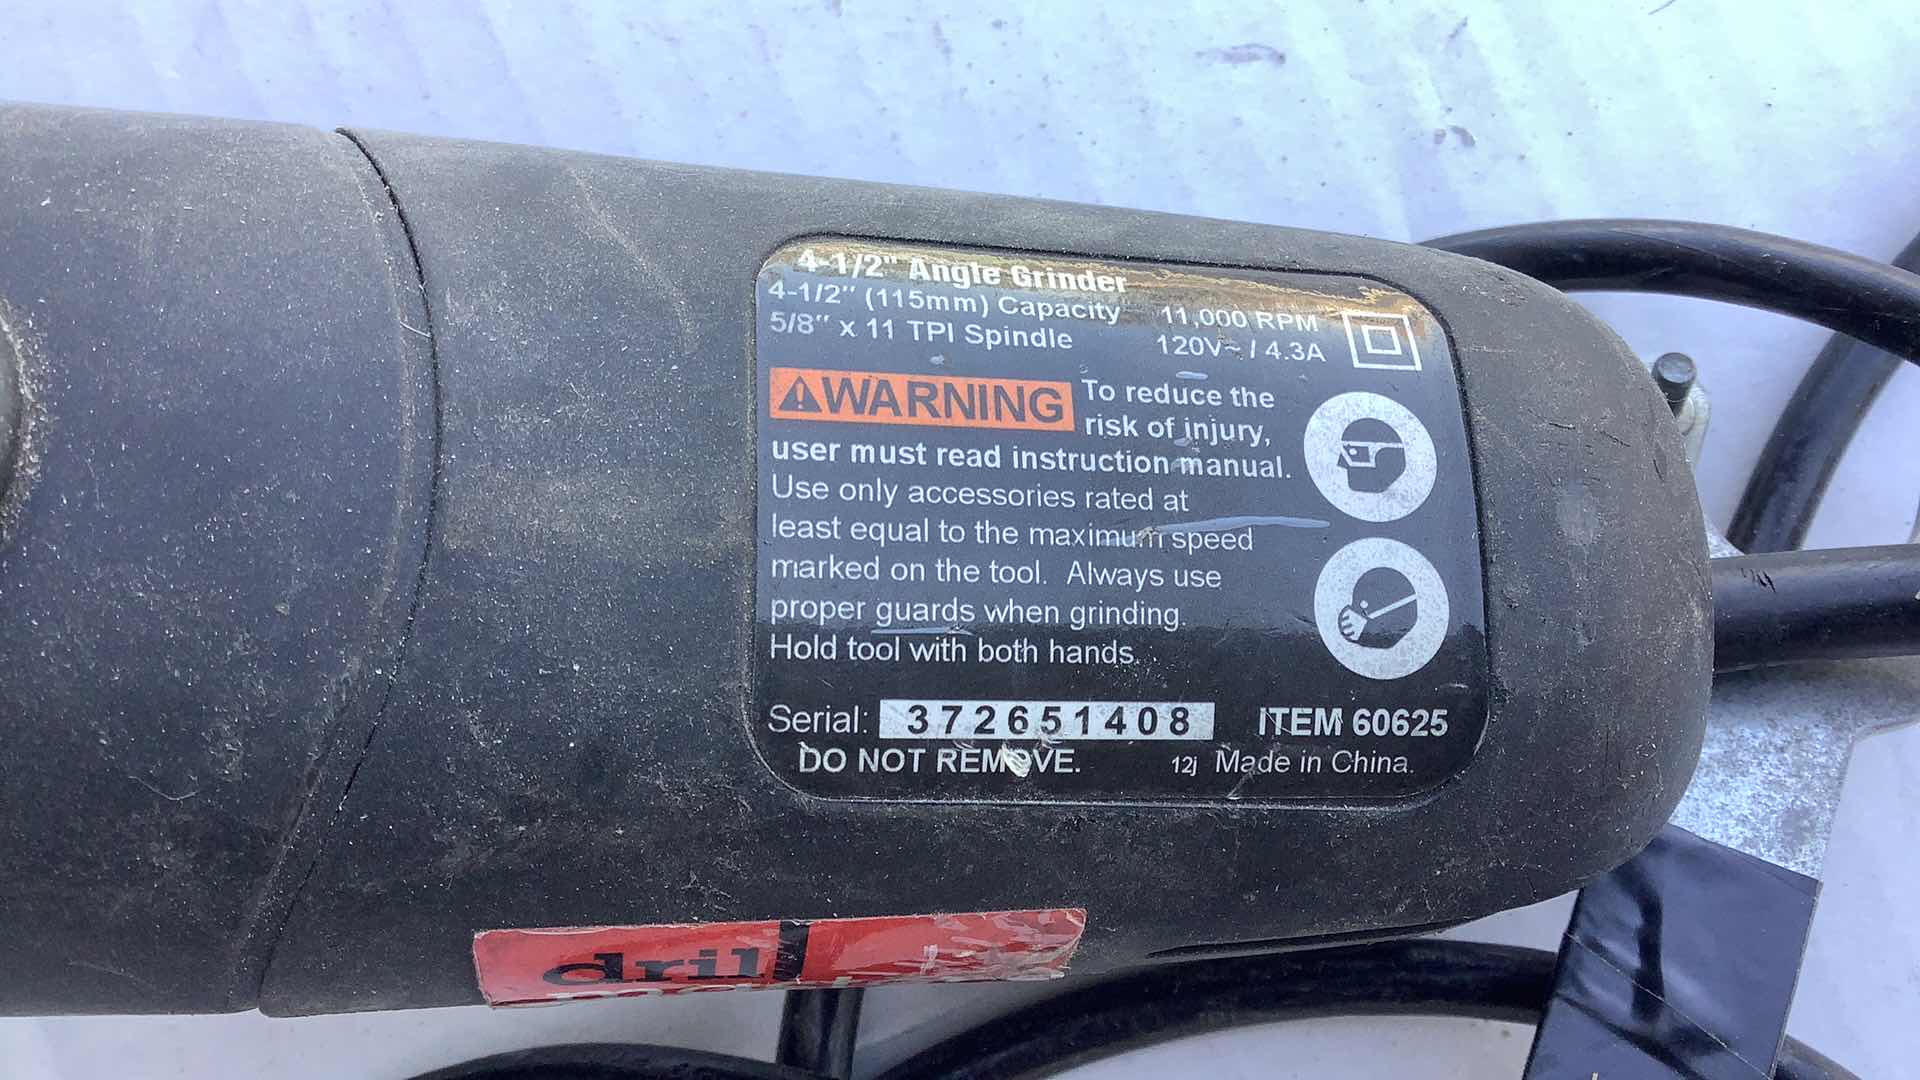 4-1/2" Angle Grinder
4-1/2" (115mm) Capacity 11,000 RPM
5/8" x 11 TPI Spindle 120V~ / 4.3A
⚠WARNING To reduce the
risk of injury,
user must read instruction manual.
Use only accessories rated at
least equal to the maximum speed
marked on the tool. Always use
proper guards when grinding.
Hold tool with both hands.
Serial: 372651408 ITEM 60625
DO NOT REMOVE. 12j Made in China.
drill